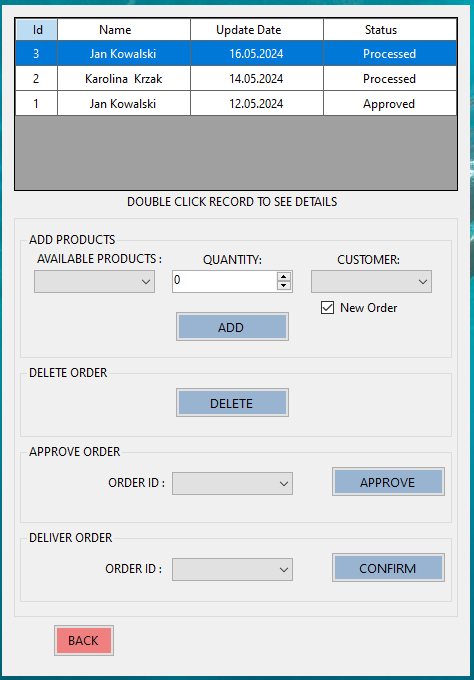 Id Name Update Date Status
3 Jan Kowalski 16.05.2024 Processed
2 Karolina Krzak 14.05.2024 Processed
1 Jan Kowalski 12.05.2024 Approved
DOUBLE CLICK RECORD TO SEE DETAILS
ADD PRODUCTS
AVAILABLE PRODUCTS : QUANTITY: CUSTOMER:
0
New Order
ADD
DELETE ORDER
DELETE
APPROVE ORDER
ORDER ID : APPROVE
DELIVER ORDER
ORDER ID : CONFIRM
BACK